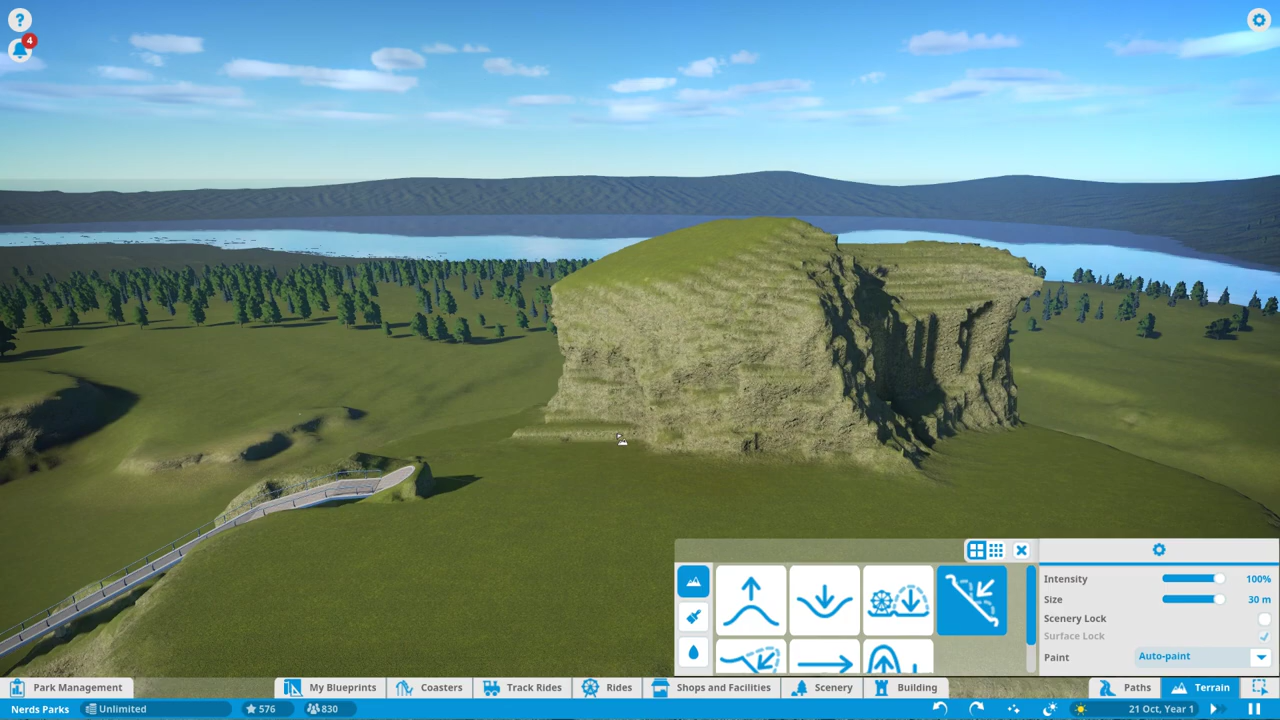 ?
4
Intensity 100%
Size 30 m
Scenery Lock
Surface Lock
Paint Auto-paint
Park Management My Blueprints Coasters Track Rides Rides Shops and Facilities Scenery Building Paths Terrain
Nerds Parks Unlimited 576 830 21 Oct, Year 1